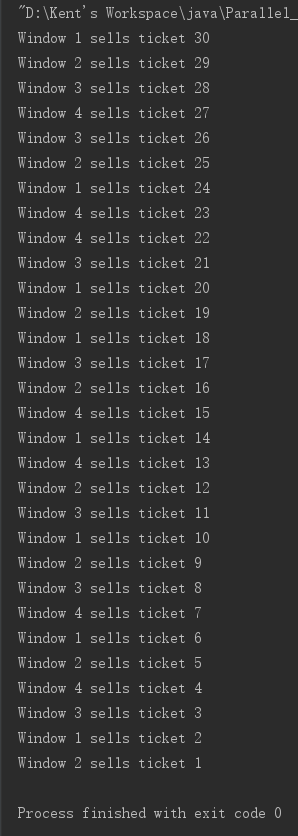 "D:\Kent's Workspace\java\Parallel_
Window 1 sells ticket 30
Window 2 sells ticket 29
Window 3 sells ticket 28
Window 4 sells ticket 27
Window 3 sells ticket 26
Window 2 sells ticket 25
Window 1 sells ticket 24
Window 4 sells ticket 23
Window 4 sells ticket 22
Window 3 sells ticket 21
Window 1 sells ticket 20
Window 2 sells ticket 19
Window 1 sells ticket 18
Window 3 sells ticket 17
Window 2 sells ticket 16
Window 4 sells ticket 15
Window 1 sells ticket 14
Window 4 sells ticket 13
Window 2 sells ticket 12
Window 3 sells ticket 11
Window 1 sells ticket 10
Window 2 sells ticket 9
Window 3 sells ticket 8
Window 4 sells ticket 7
Window 1 sells ticket 6
Window 2 sells ticket 5
Window 4 sells ticket 4
Window 3 sells ticket 3
Window 1 sells ticket 2
Window 2 sells ticket 1
Process finished with exit code 0